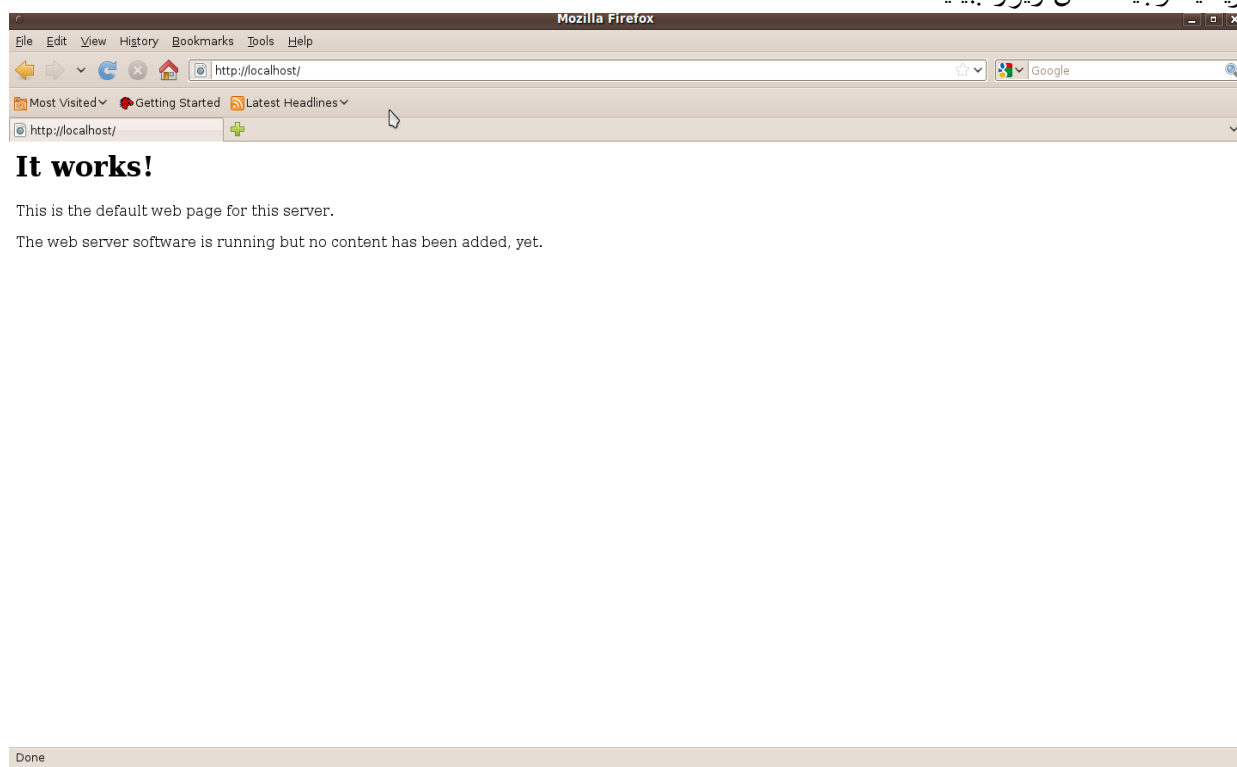 Mozilla Firefox
File Edit View History Bookmarks Tools Help
http://localhost/ Google
Most Visited Getting Started Latest Headlines
http://localhost/
It works!
This is the default web page for this server.
The web server software is running but no content has been added, yet.
Done